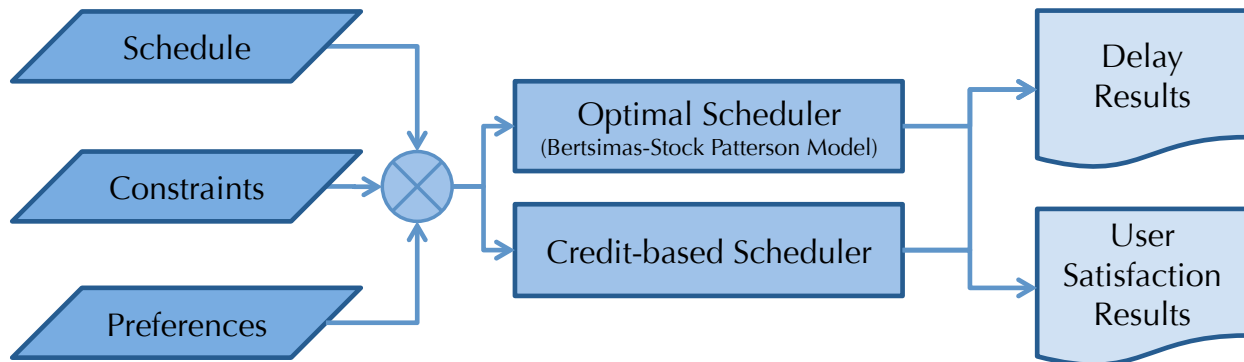 Schedule
Constraints
Preferences
Optimal Scheduler
(Bertsimas-Stock Patterson Model)
Credit-based Scheduler
Delay
Results
User
Satisfaction
Results